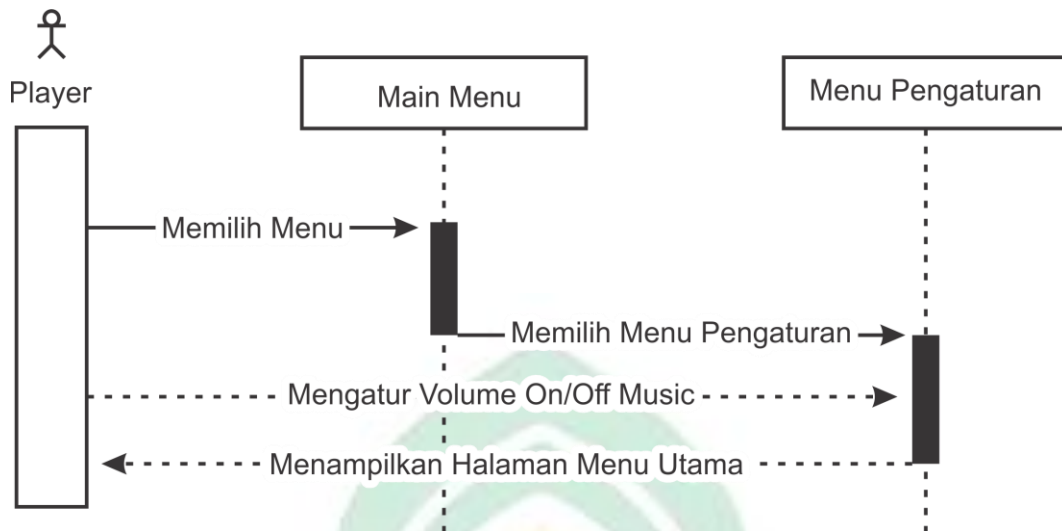 Player
Main Menu
Menu Pengaturan
Memilih Menu
Memilih Menu Pengaturan
Mengatur Volume On/Off Music
Menampilkan Halaman Menu Utama